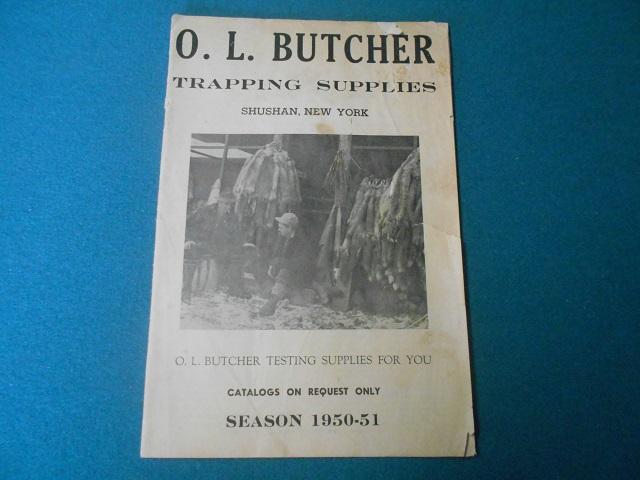 O. L. BUTCHER
TRAPPING SUPPLIES
SHUSHAN, NEW YORK
O. L. BUTCHER TESTING SUPPLIES FOR YOU
CATALOGS ON REQUEST ONLY
SEASON 1950-51